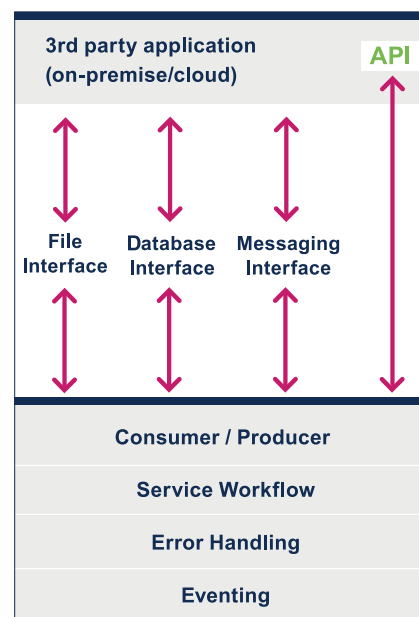 3rd party application
(on-premise/cloud)
API
File
Interface
Database
Interface
Messaging
Interface
Consumer / Producer
Service Workflow
Error Handling
Eventing